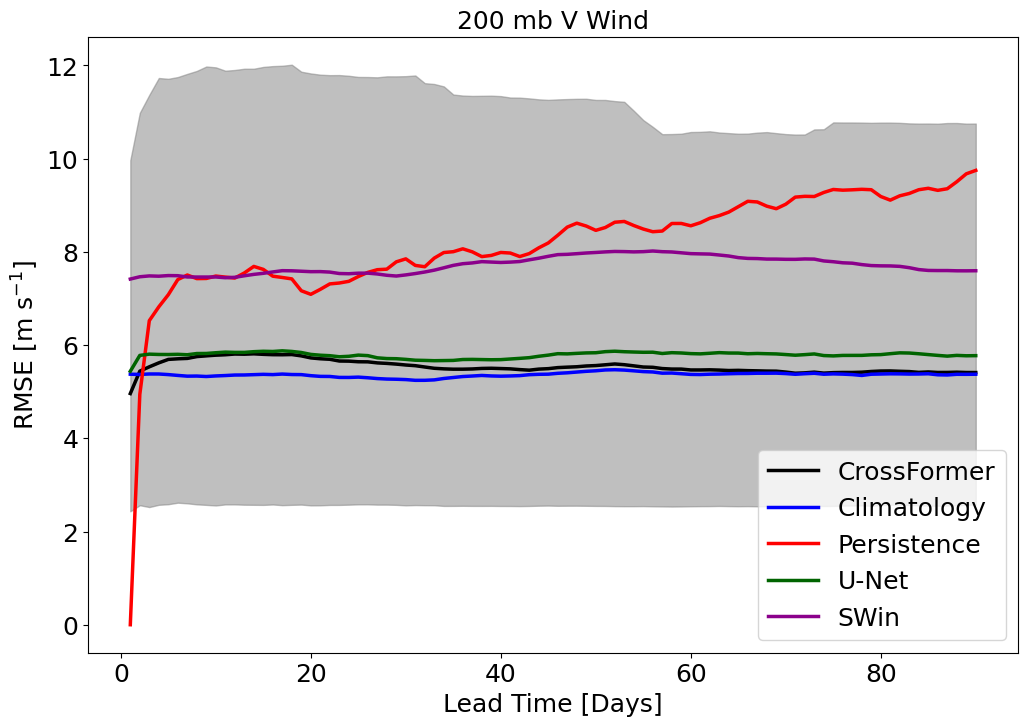 200 mb V Wind
RMSE [m s⁻¹]
12
10
8
6
4
2
0
0 20 40 60 80
Lead Time [Days]
CrossFormer
Climatology
Persistence
U-Net
SWin